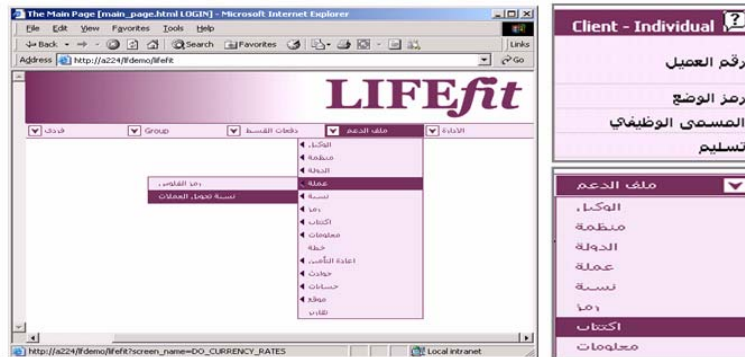 The Main Page [main_page.html LOGIN] - Microsoft Internet Explorer
File Edit View Favorites Tools Help
Back Search Favorites Links
Address http://a224/lfdemo/lifefit Go
LIFEfit
فردي Group دفعات القسط ملف الدعم الادارة
الوكيل
منظمة
الدولة
عملة
نسبة
رمز
اكتتاب
معلومات
خطة
اعادة التأمين
حوادث
حسابات
موقع
تقارير
رمز الفلوس
نسبة تحويل العملات
http://a224/lfdemo/lifefit?screen_name=DO_CURRENCY_RATES Local intranet
Client - Individual
رقم العميل
رمز الوضع
المسمى الوظيفي
تسليم
ملف الدعم
الوكيل
منظمة
الدولة
عملة
نسبة
رمز
اكتتاب
معلومات